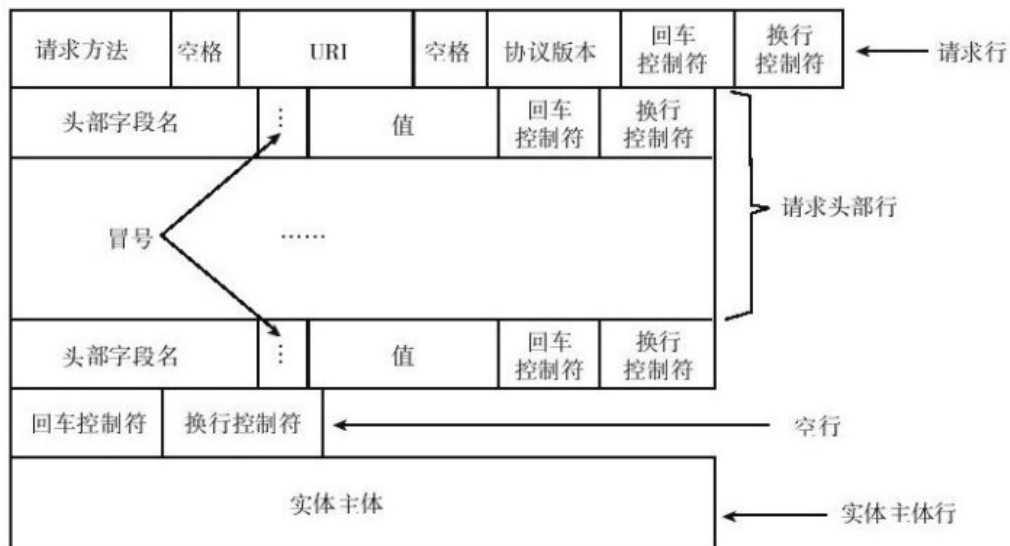 请求方法 空格 URI 空格 协议版本 回车控制符 换行控制符 请求行
头部字段名 ⋮ 值 回车控制符 换行控制符
请求头部行
冒号 ……
头部字段名 ⋮ 值 回车控制符 换行控制符
回车控制符 换行控制符 空行
实体主体 实体主体行